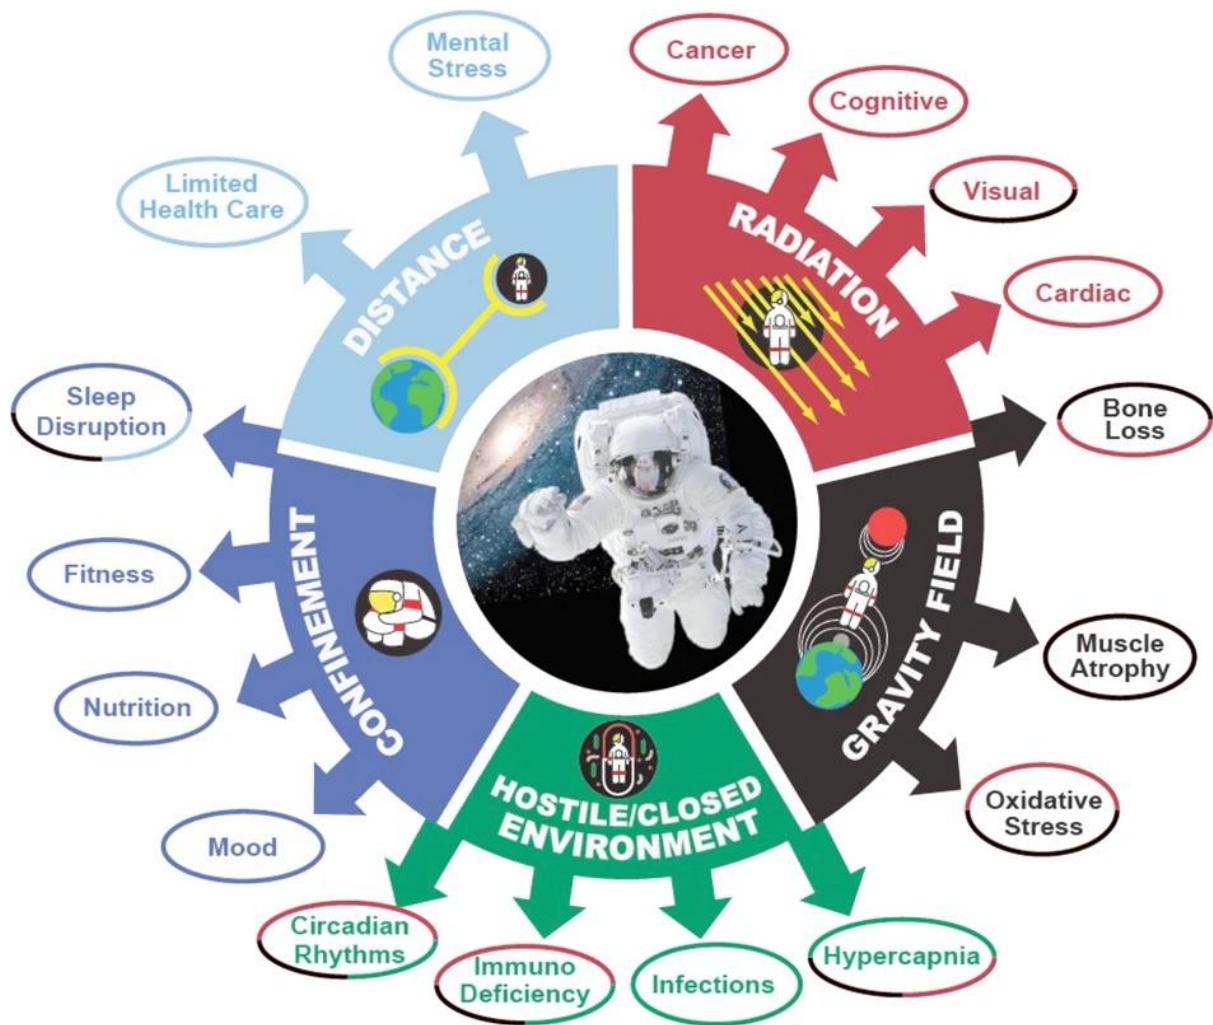 Mental
Stress
Cancer
Cognitive
Limited
Health Care
Visual
DISTANCE
RADIATION
Cardiac
Sleep
Disruption
Bone
Loss
Fitness
CONFINEMENT
GRAVITY FIELD
Muscle
Atrophy
Nutrition
HOSTILE/CLOSED
ENVIRONMENT
Oxidative
Stress
Mood
Circadian
Rhythms
Immuno
Deficiency
Infections
Hypercapnia